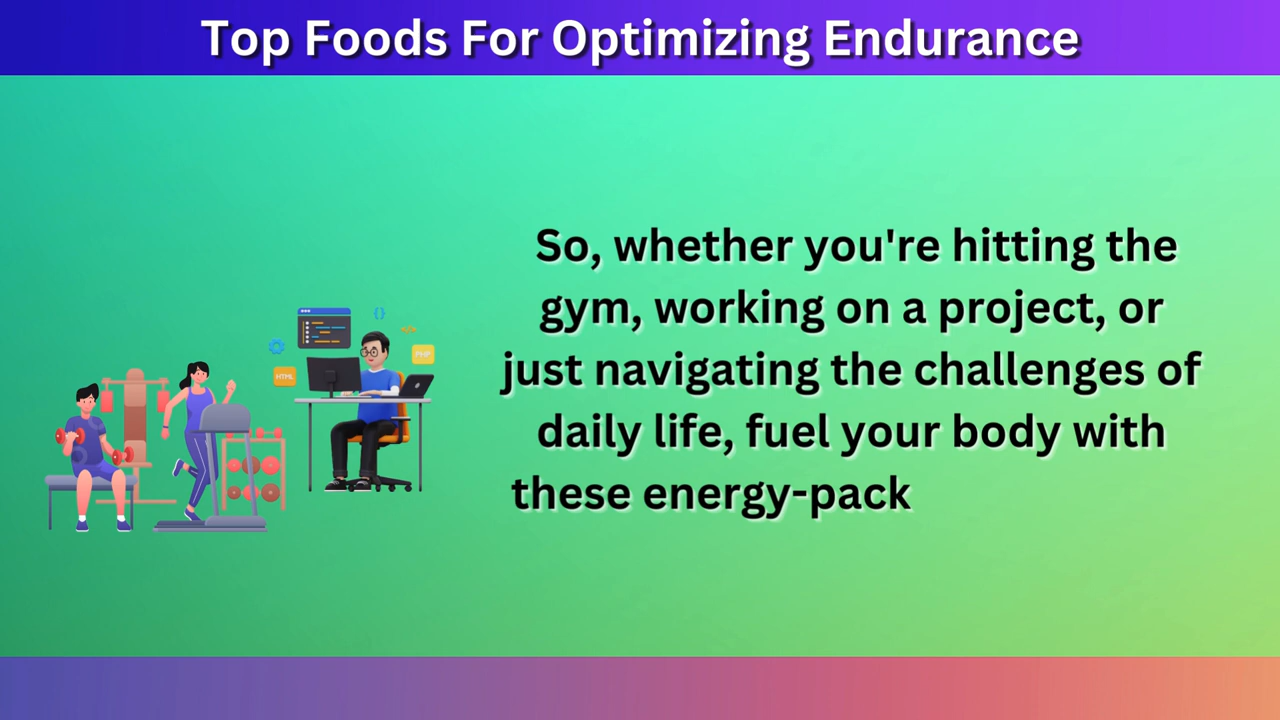 Top Foods For Optimizing Endurance
So, whether you're hitting the
gym, working on a project, or
just navigating the challenges of
daily life, fuel your body with
these energy-pack
{}
</>
PHP
HTML